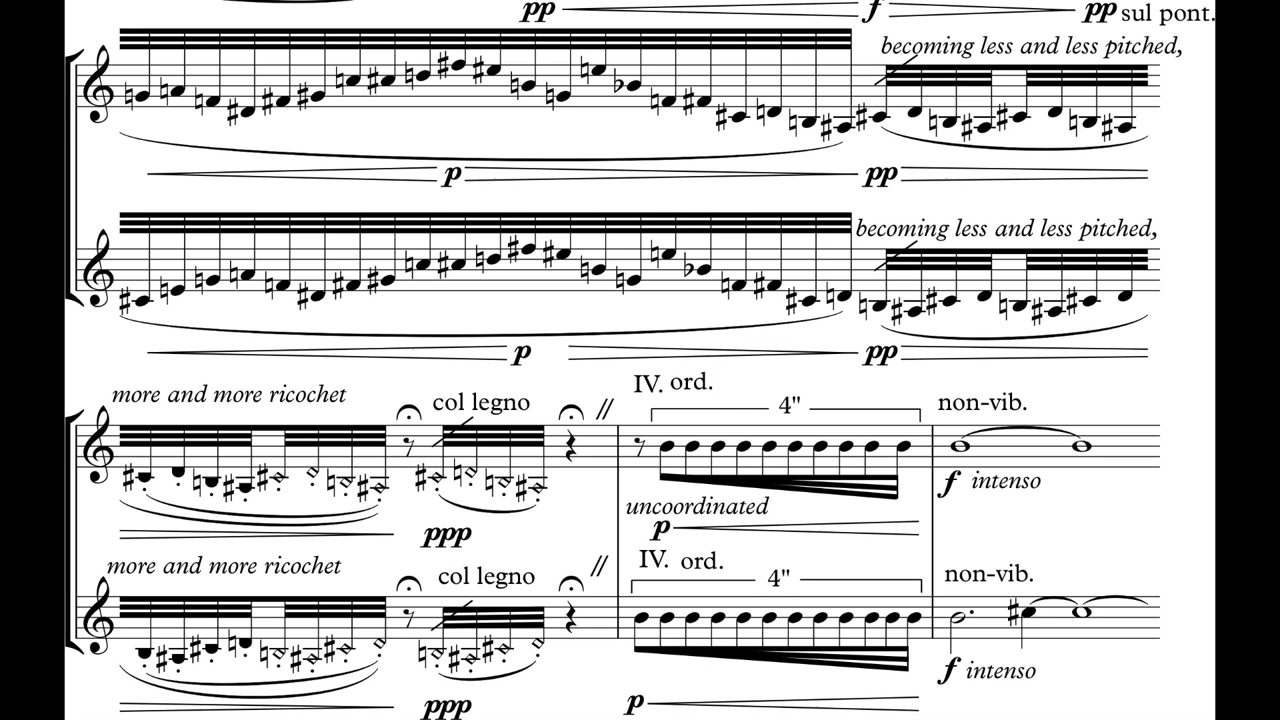 pp f pp sul pont.
becoming less and less pitched,
p pp
becoming less and less pitched,
p pp
more and more ricochet col legno // IV. ord. 4" non-vib.
f intenso
uncoordinated
ppp p
more and more ricochet col legno // IV. ord. 4" non-vib.
f intenso
ppp p